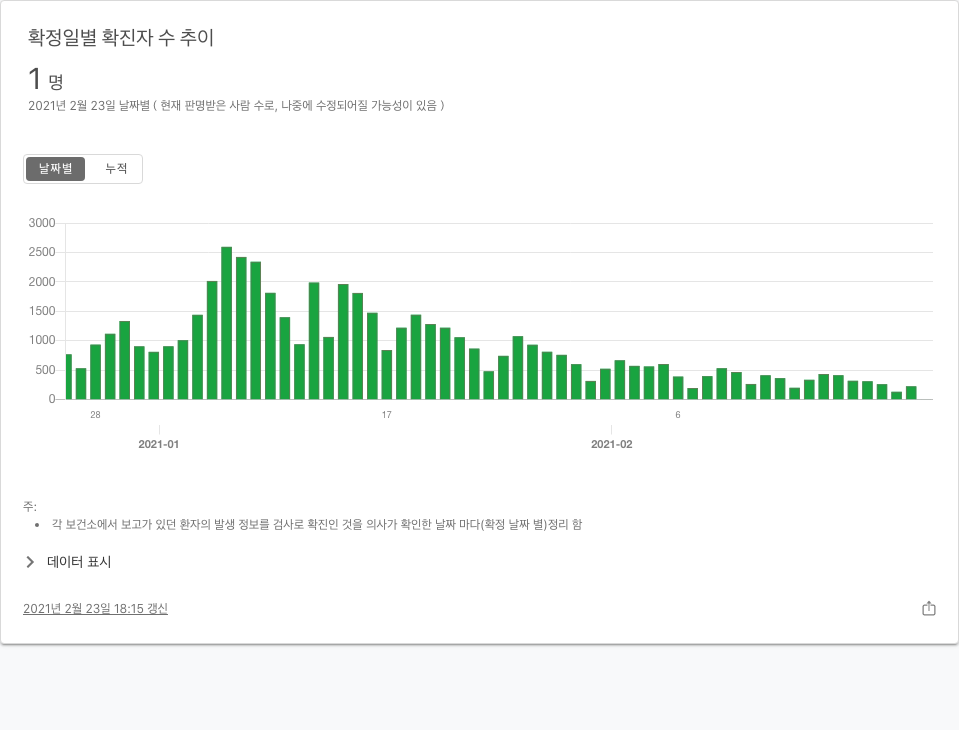 확정일별 확진자 수 추이
1 명
2021년 2월 23일 날짜별 ( 현재 판명받은 사람 수로, 나중에 수정되어질 가능성이 있음 )
날짜별 누적
3000
2500
2000
1500
1000
500
0
28 17 6
2021-01 2021-02
주:
• 각 보건소에서 보고가 있던 환자의 발생 정보를 검사로 확진인 것을 의사가 확인한 날짜 마다(확정 날짜 별)정리 함
데이터 표시
2021년 2월 23일 18:15 갱신